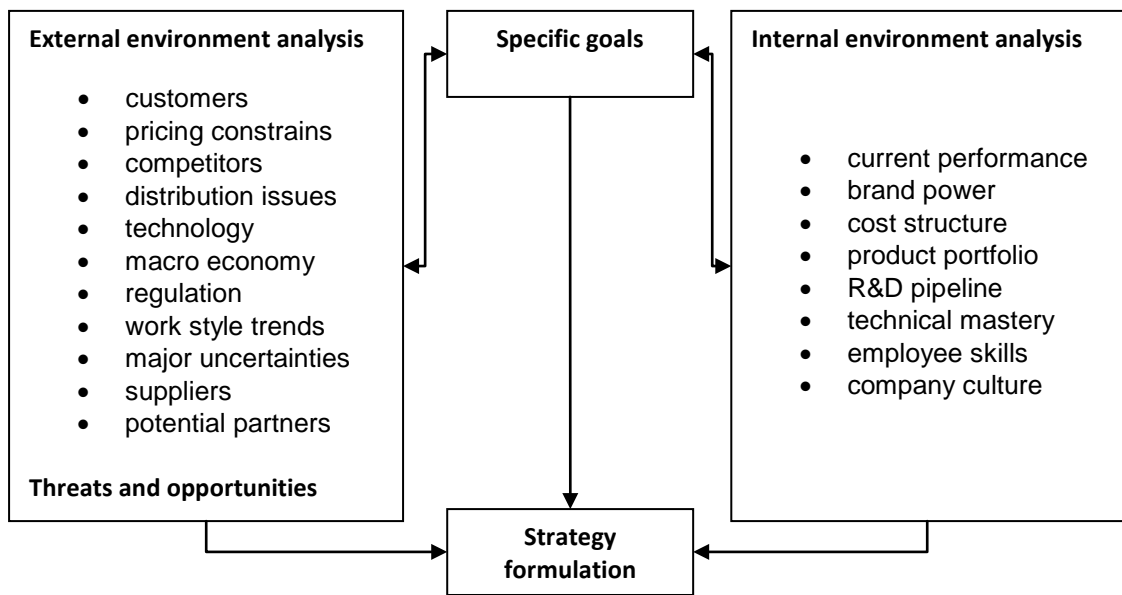 External environment analysis
• customers
• pricing constrains
• competitors
• distribution issues
• technology
• macro economy
• regulation
• work style trends
• major uncertainties
• suppliers
• potential partners
Threats and opportunities
Specific goals
Internal environment analysis
• current performance
• brand power
• cost structure
• product portfolio
• R&D pipeline
• technical mastery
• employee skills
• company culture
Strategy
formulation